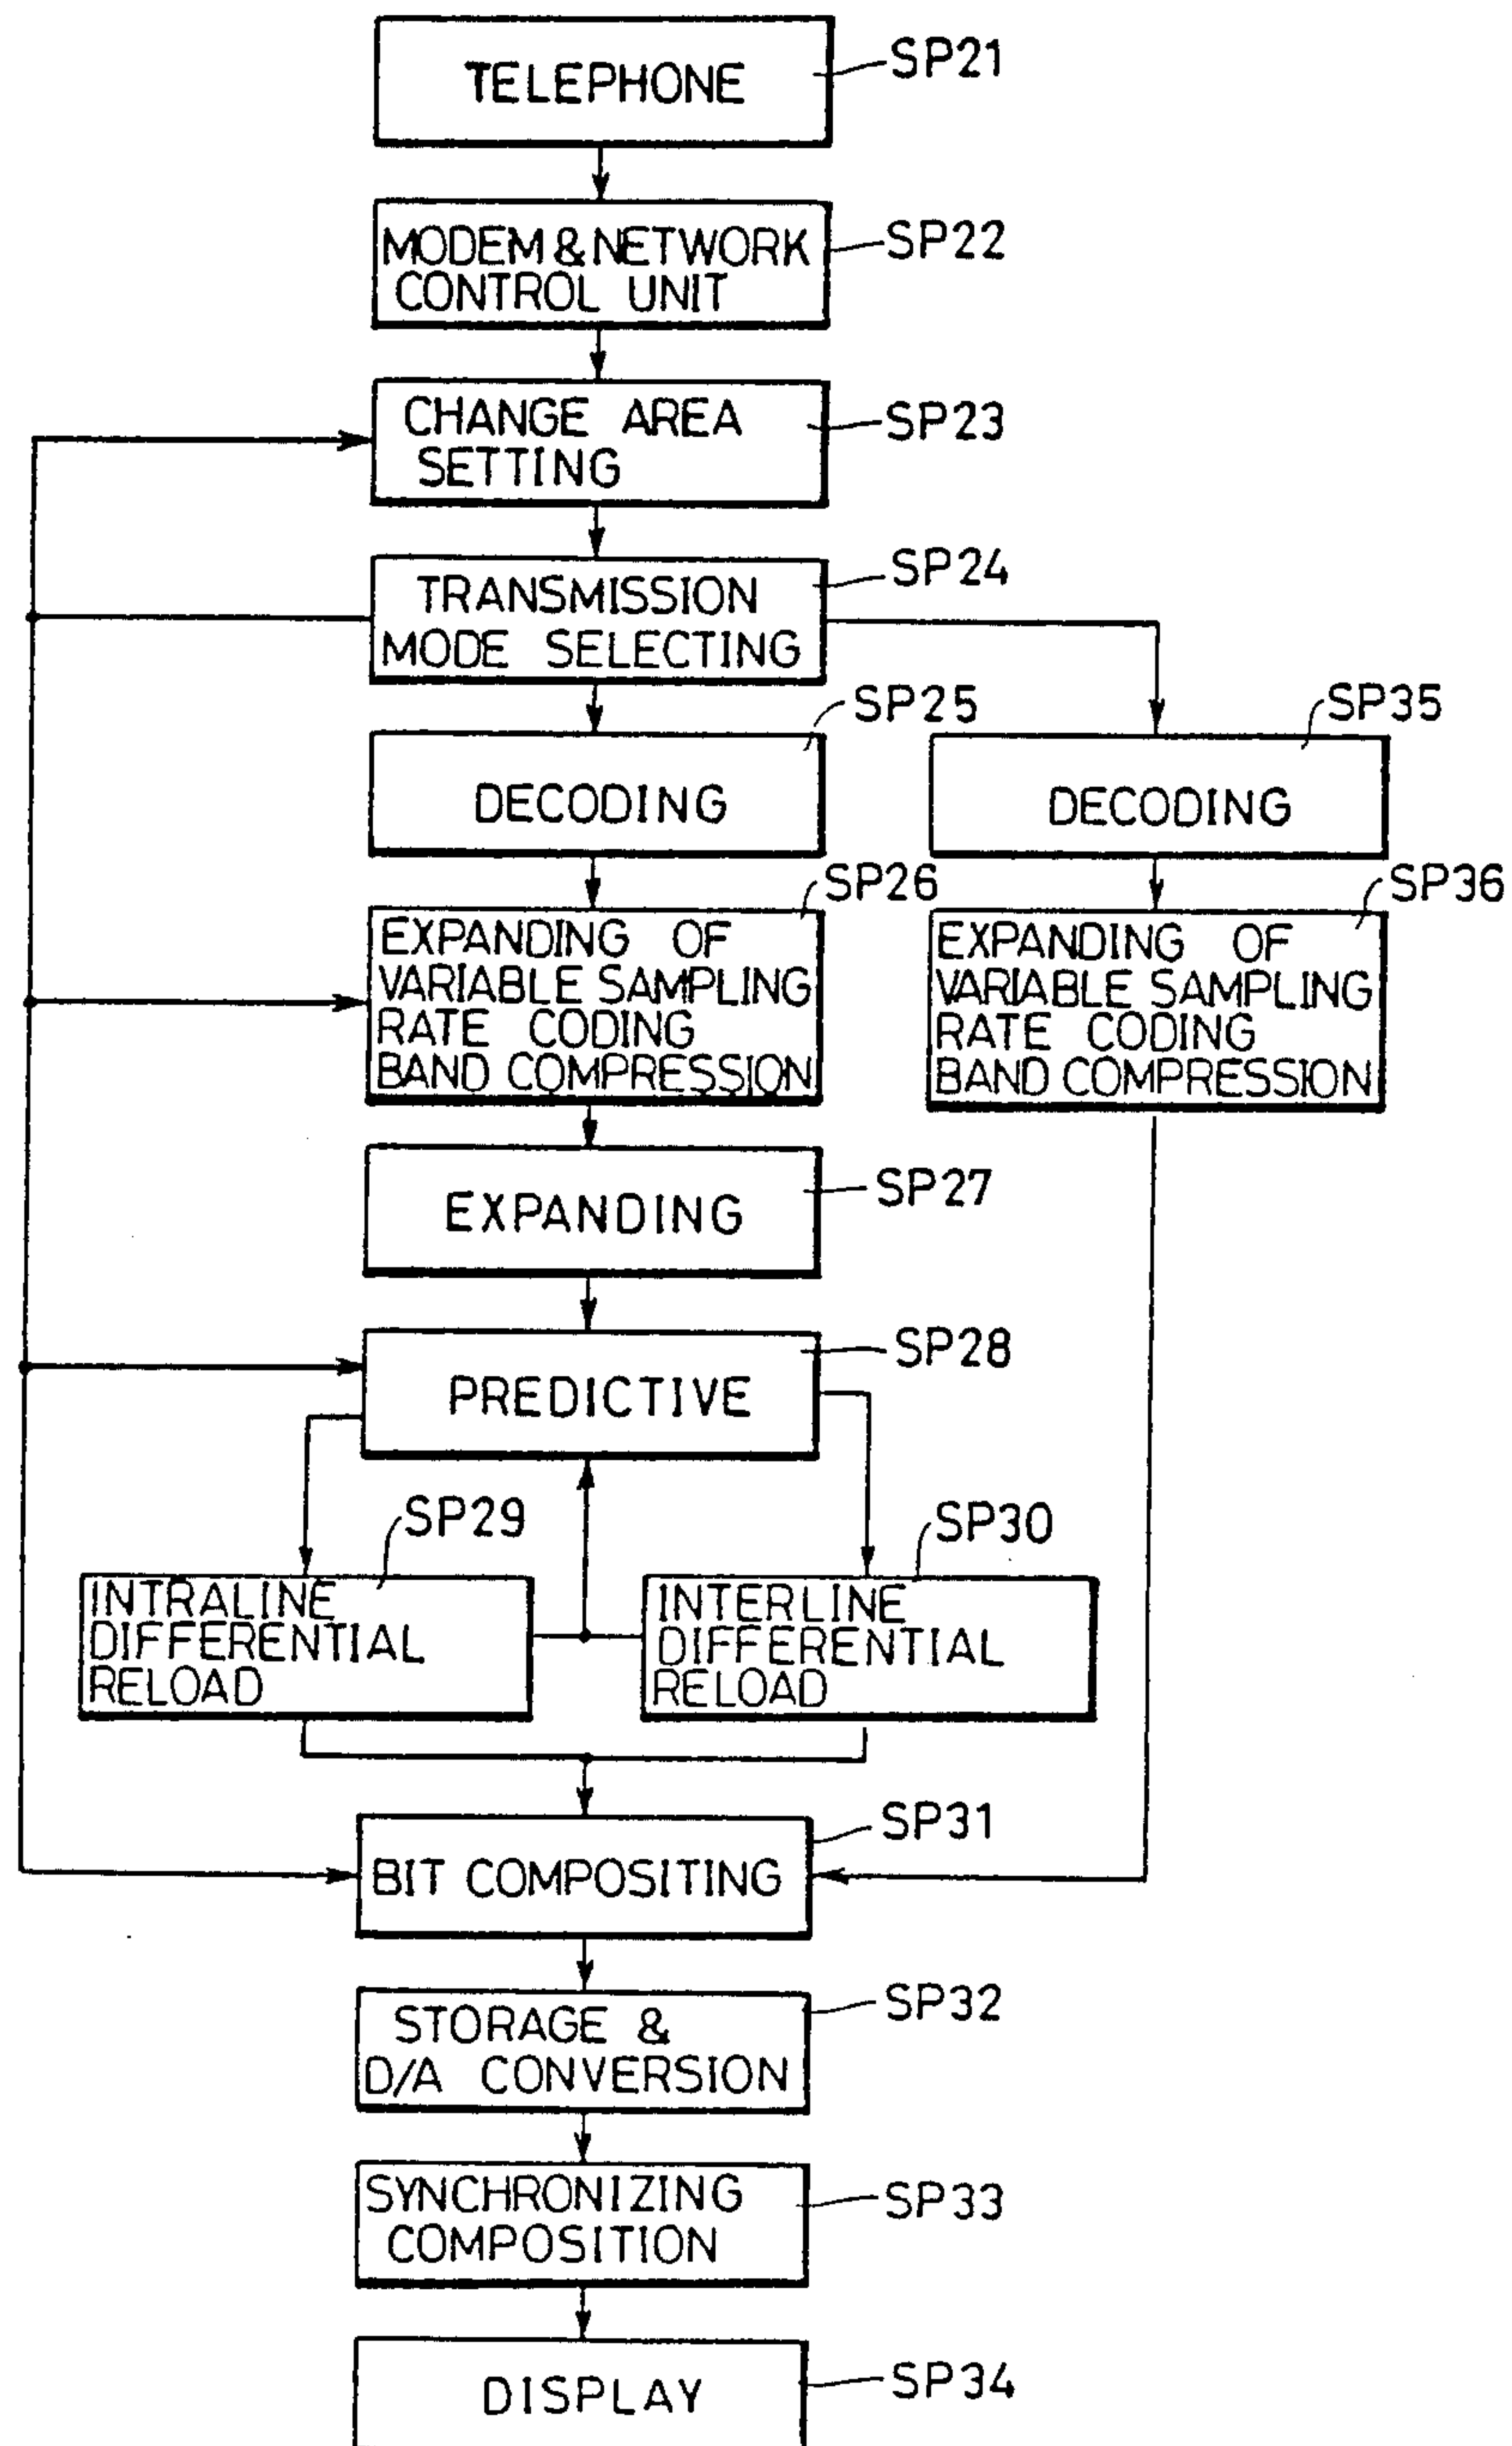 TELEPHONE
SP21
MODEM & NETWORK
CONTROL UNIT
SP22
CHANGE AREA
SETTING
SP23
TRANSMISSION
MODE SELECTING
SP24
DECODING
SP25
DECODING
SP35
EXPANDING OF
VARIABLE SAMPLING
RATE CODING
BAND COMPRESSION
SP26
EXPANDING OF
VARIABLE SAMPLING
RATE CODING
BAND COMPRESSION
SP36
EXPANDING
SP27
PREDICTIVE
SP28
INTRALINE
DIFFERENTIAL
RELOAD
SP29
INTERLINE
DIFFERENTIAL
RELOAD
SP30
BIT COMPOSITING
SP31
STORAGE &
D/A CONVERSION
SP32
SYNCHRONIZING
COMPOSITION
SP33
DISPLAY
SP34